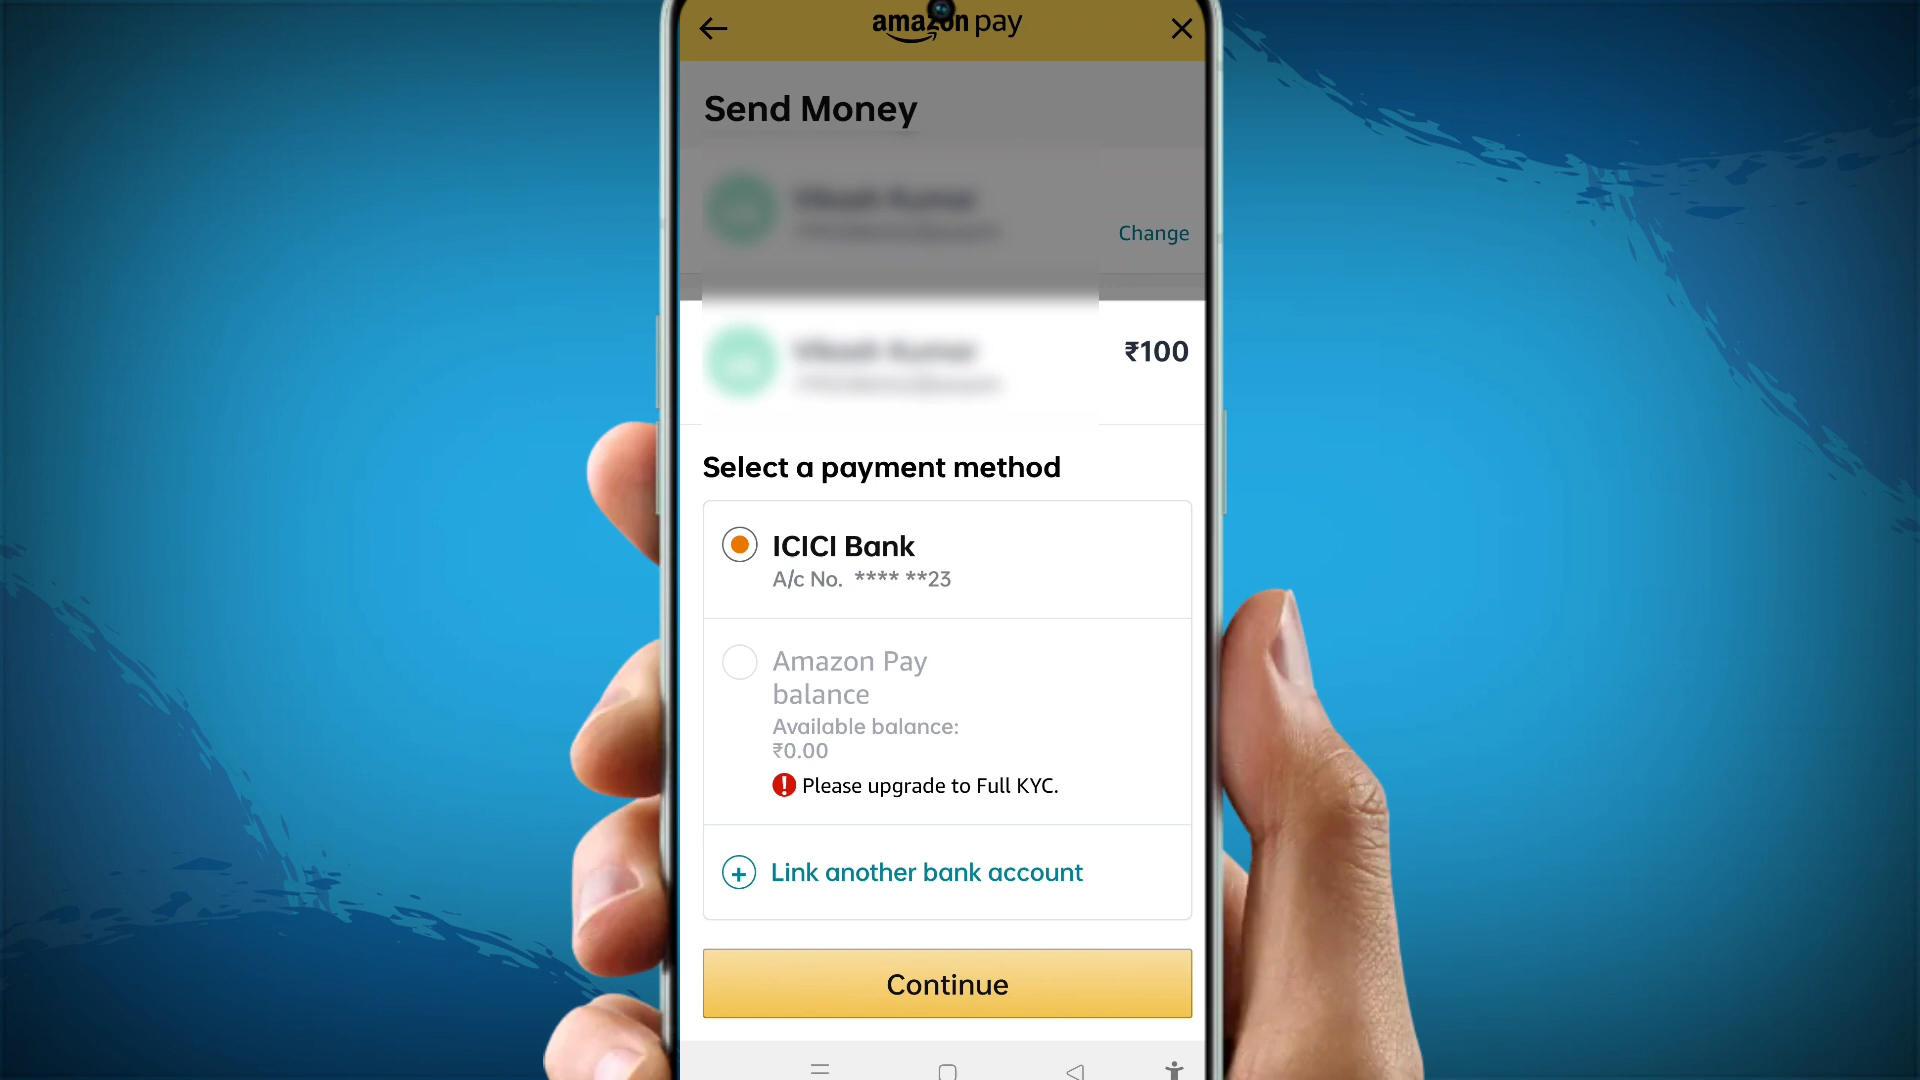 amazon pay
Send Money
Change
₹100
Select a payment method
ICICI Bank
A/c No. **** **23
Amazon Pay
balance
Available balance:
₹0.00
Please upgrade to Full KYC.
Link another bank account
Continue